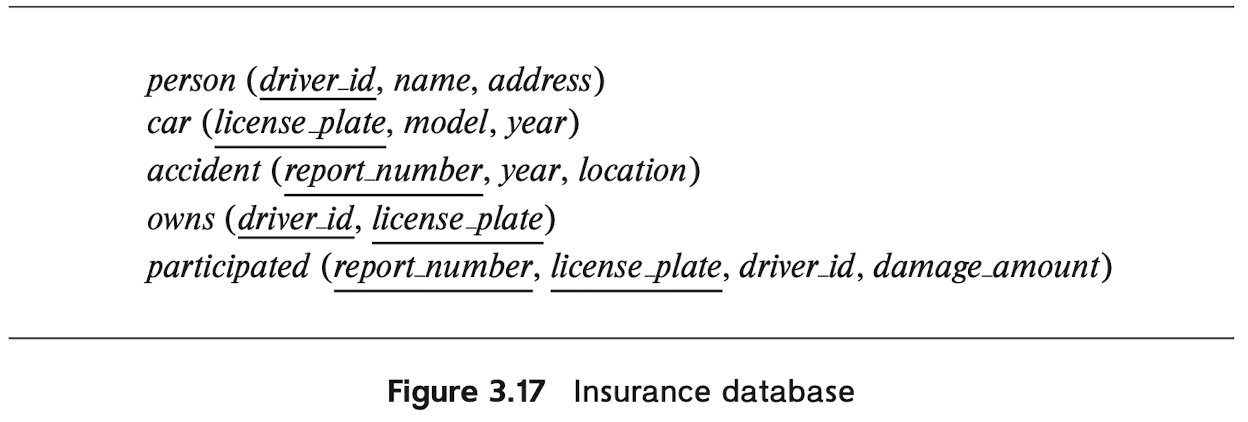 person (driver_id, name, address)
car (license_plate, model, year)
accident (report_number, year, location)
owns (driver_id, license_plate)
participated (report_number, license_plate, driver_id, damage_amount)
Figure 3.17 Insurance database